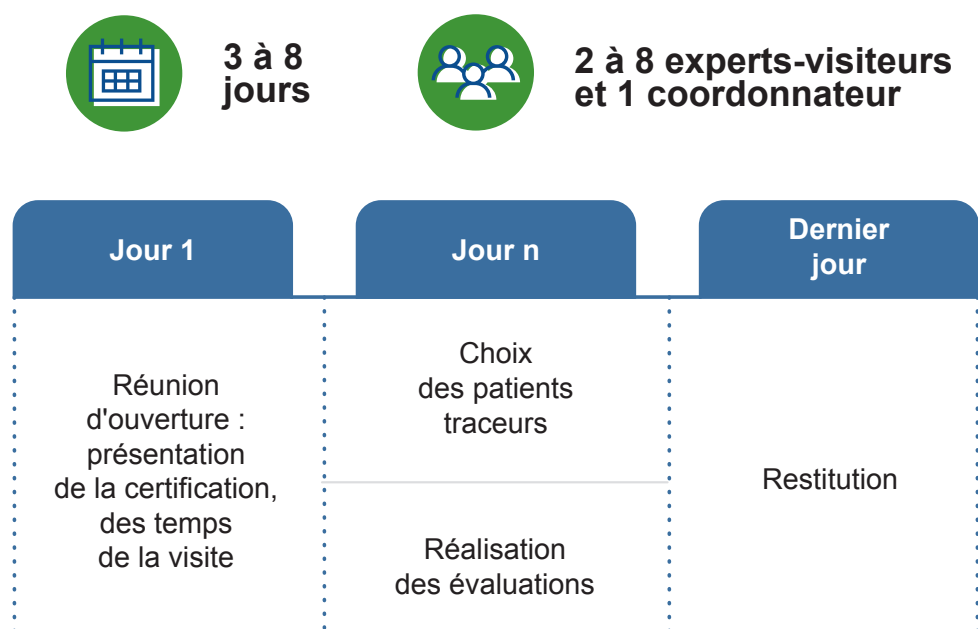 3 à 8
jours
2 à 8 experts-visiteurs
et 1 coordonnateur
Jour 1
Jour n
Dernier
jour
Réunion
d'ouverture :
présentation
de la certification,
des temps
de la visite
Choix
des patients
traceurs
Réalisation
des évaluations
Restitution